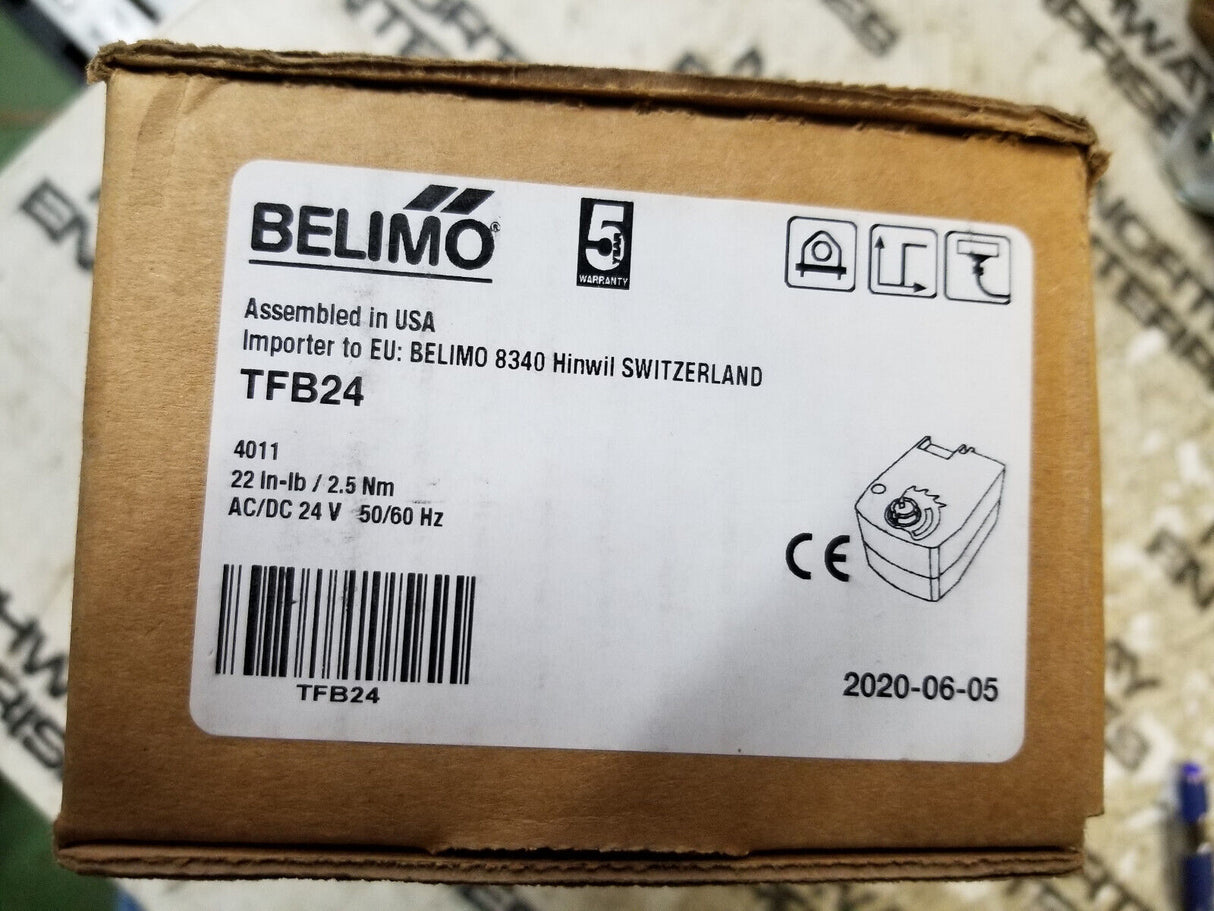 BELIMO®
5
YEAR
WARRANTY
Assembled in USA
Importer to EU: BELIMO 8340 Hinwil SWITZERLAND
TFB24
4011
22 In-lb / 2.5 Nm
AC/DC 24 V 50/60 Hz
CE
TFB24
2020-06-05